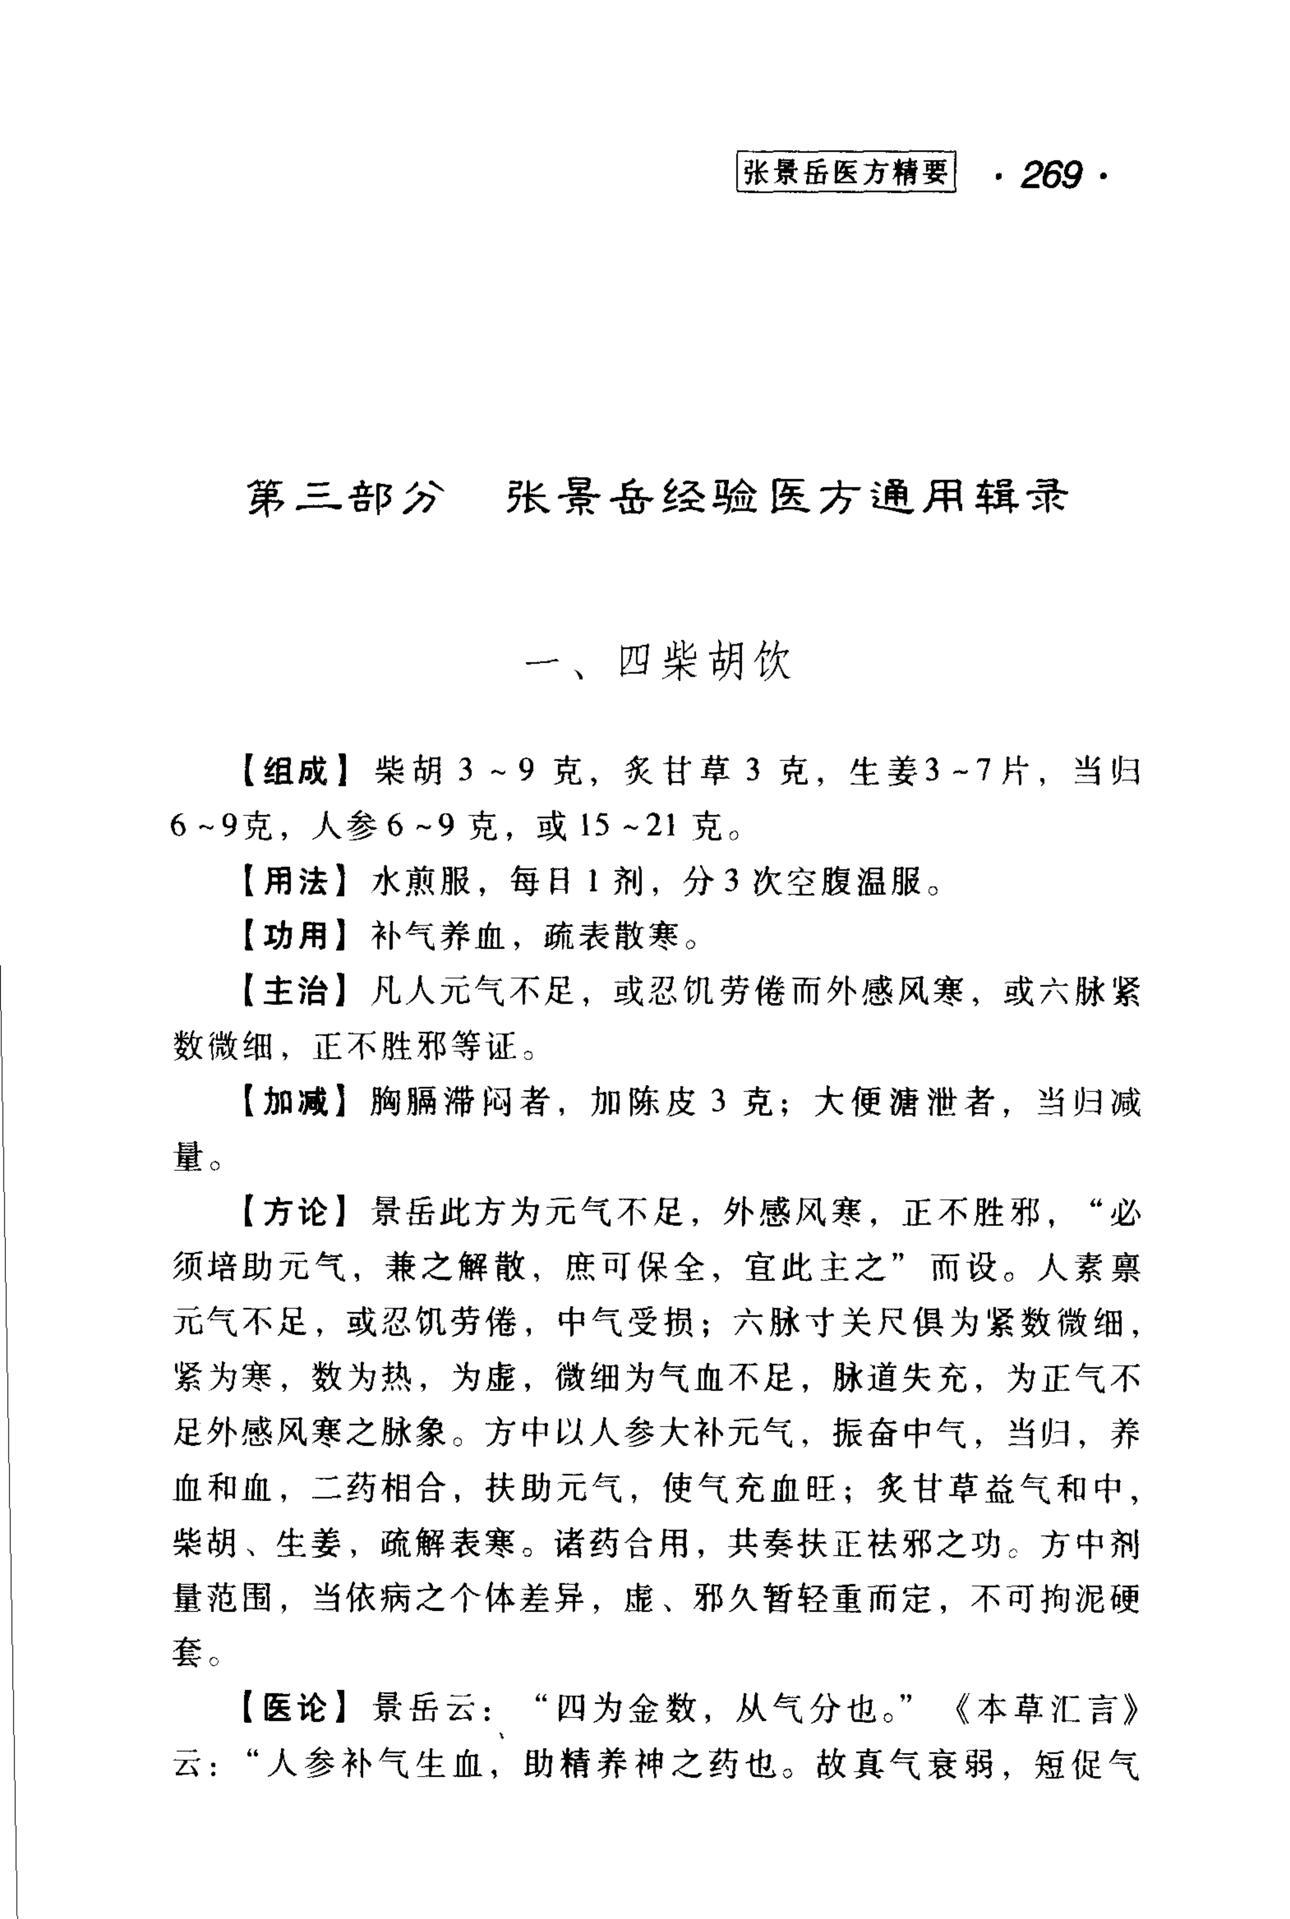 张景岳医方精要 ·269·
第三部分 张景岳经验医方通用辑录
一、四柴胡饮
【组成】柴胡3~9克，炙甘草3克，生姜3~7片，当归
6~9克，人参6~9克，或15~21克。
【用法】水煎服，每日1剂，分3次空腹温服。
【功用】补气养血，疏表散寒。
【主治】凡人元气不足，或忍饥劳倦而外感风寒，或六脉紧
数微细，正不胜邪等证。
【加减】胸膈滞闷者，加陈皮3克；大便溏泄者，当归减
量。
【方论】景岳此方为元气不足，外感风寒，正不胜邪，“必
须培助元气，兼之解散，庶可保全，宜此主之”而设。人素禀
元气不足，或忍饥劳倦，中气受损；六脉寸关尺俱为紧数微细，
紧为寒，数为热，为虚，微细为气血不足，脉道失充，为正气不
足外感风寒之脉象。方中以人参大补元气，振奋中气，当归，养
血和血，二药相合，扶助元气，使气充血旺；炙甘草益气和中，
柴胡、生姜，疏解表寒。诸药合用，共奏扶正祛邪之功。方中剂
量范围，当依病之个体差异，虚、邪久暂轻重而定，不可拘泥硬
套。
【医论】景岳云：“四为金数，从气分也。”《本草汇言》
云：“人参补气生血，助精养神之药也。故真气衰弱，短促气